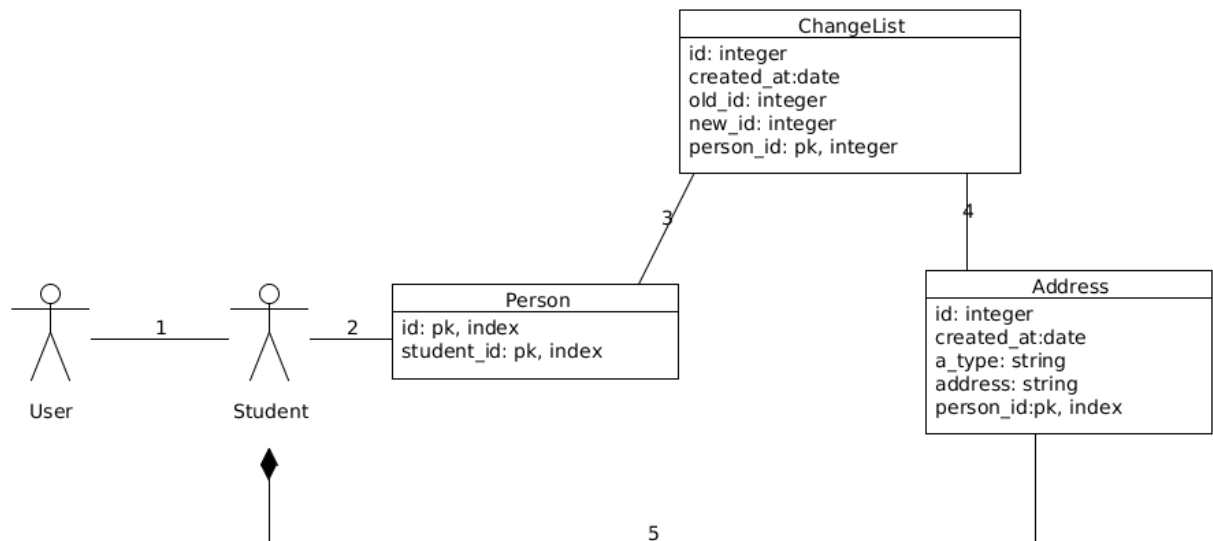 ChangeList
id: integer
created_at:date
old_id: integer
new_id: integer
person_id: pk, integer
3
4
Person
id: pk, index
student_id: pk, index
Address
id: integer
created_at:date
a_type: string
address: string
person_id:pk, index
1
2
User
Student
5